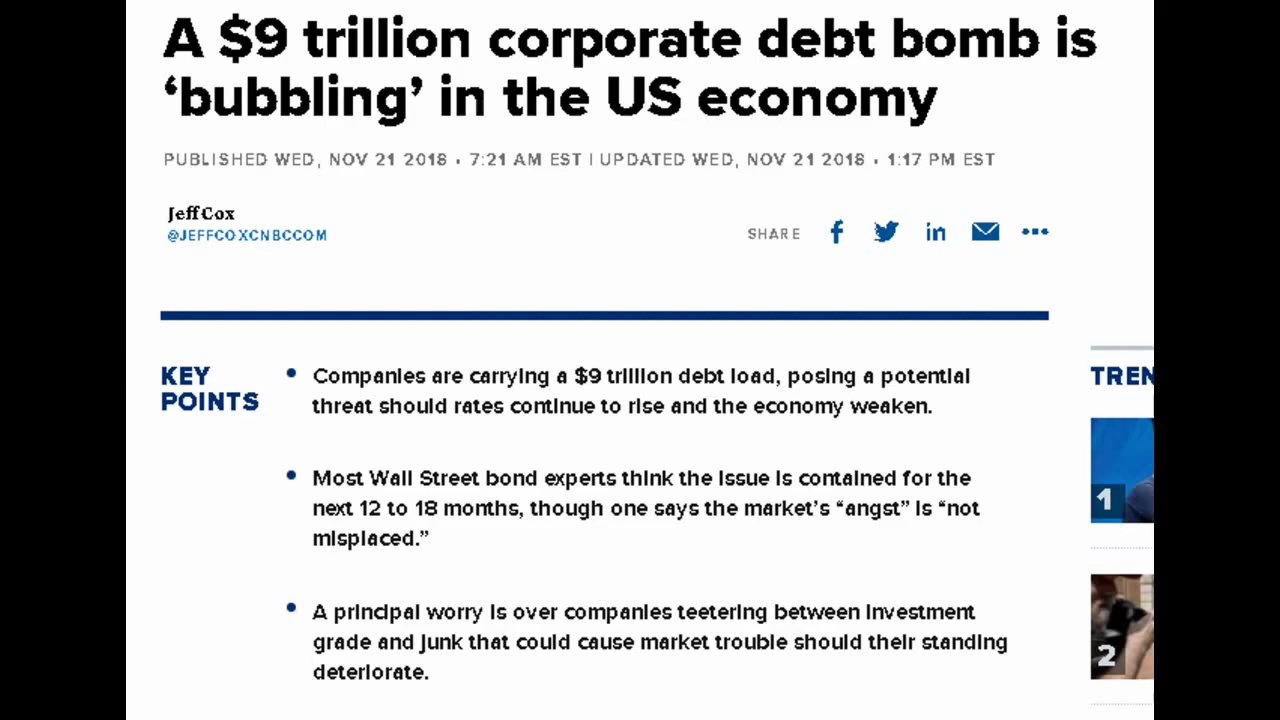 A $9 trillion corporate debt bomb is
‘bubbling’ in the US economy
PUBLISHED WED, NOV 21 2018 • 7:21 AM EST | UPDATED WED, NOV 21 2018 • 1:17 PM EST
Jeff Cox
@JEFFCOXCNBCCOM
SHARE
KEY
POINTS
• Companies are carrying a $9 trillion debt load, posing a potential
threat should rates continue to rise and the economy weaken.
• Most Wall Street bond experts think the issue is contained for the
next 12 to 18 months, though one says the market’s “angst” is “not
misplaced.”
• A principal worry is over companies teetering between investment
grade and junk that could cause market trouble should their standing
deteriorate.
TREN
1
2